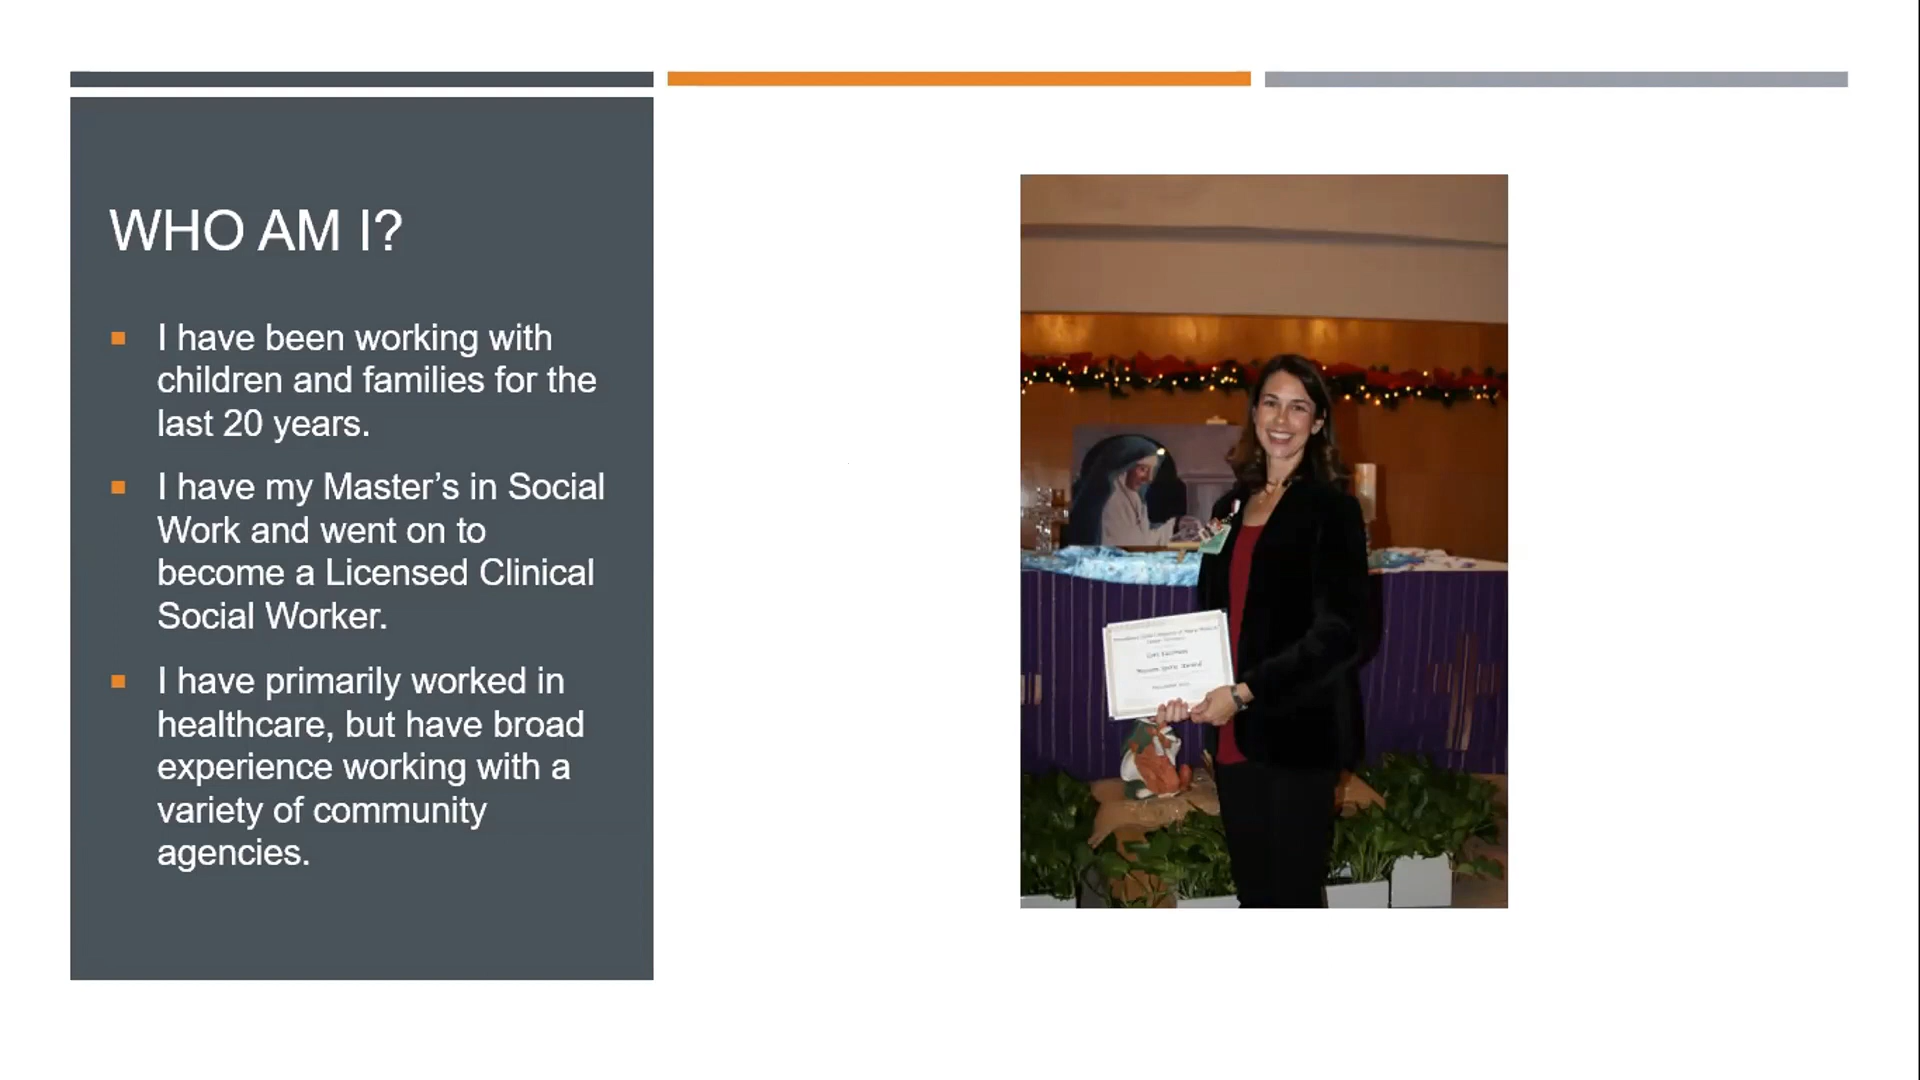 WHO AM I?
I have been working with
children and families for the
last 20 years.
I have my Master’s in Social
Work and went on to
become a Licensed Clinical
Social Worker.
I have primarily worked in
healthcare, but have broad
experience working with a
variety of community
agencies.